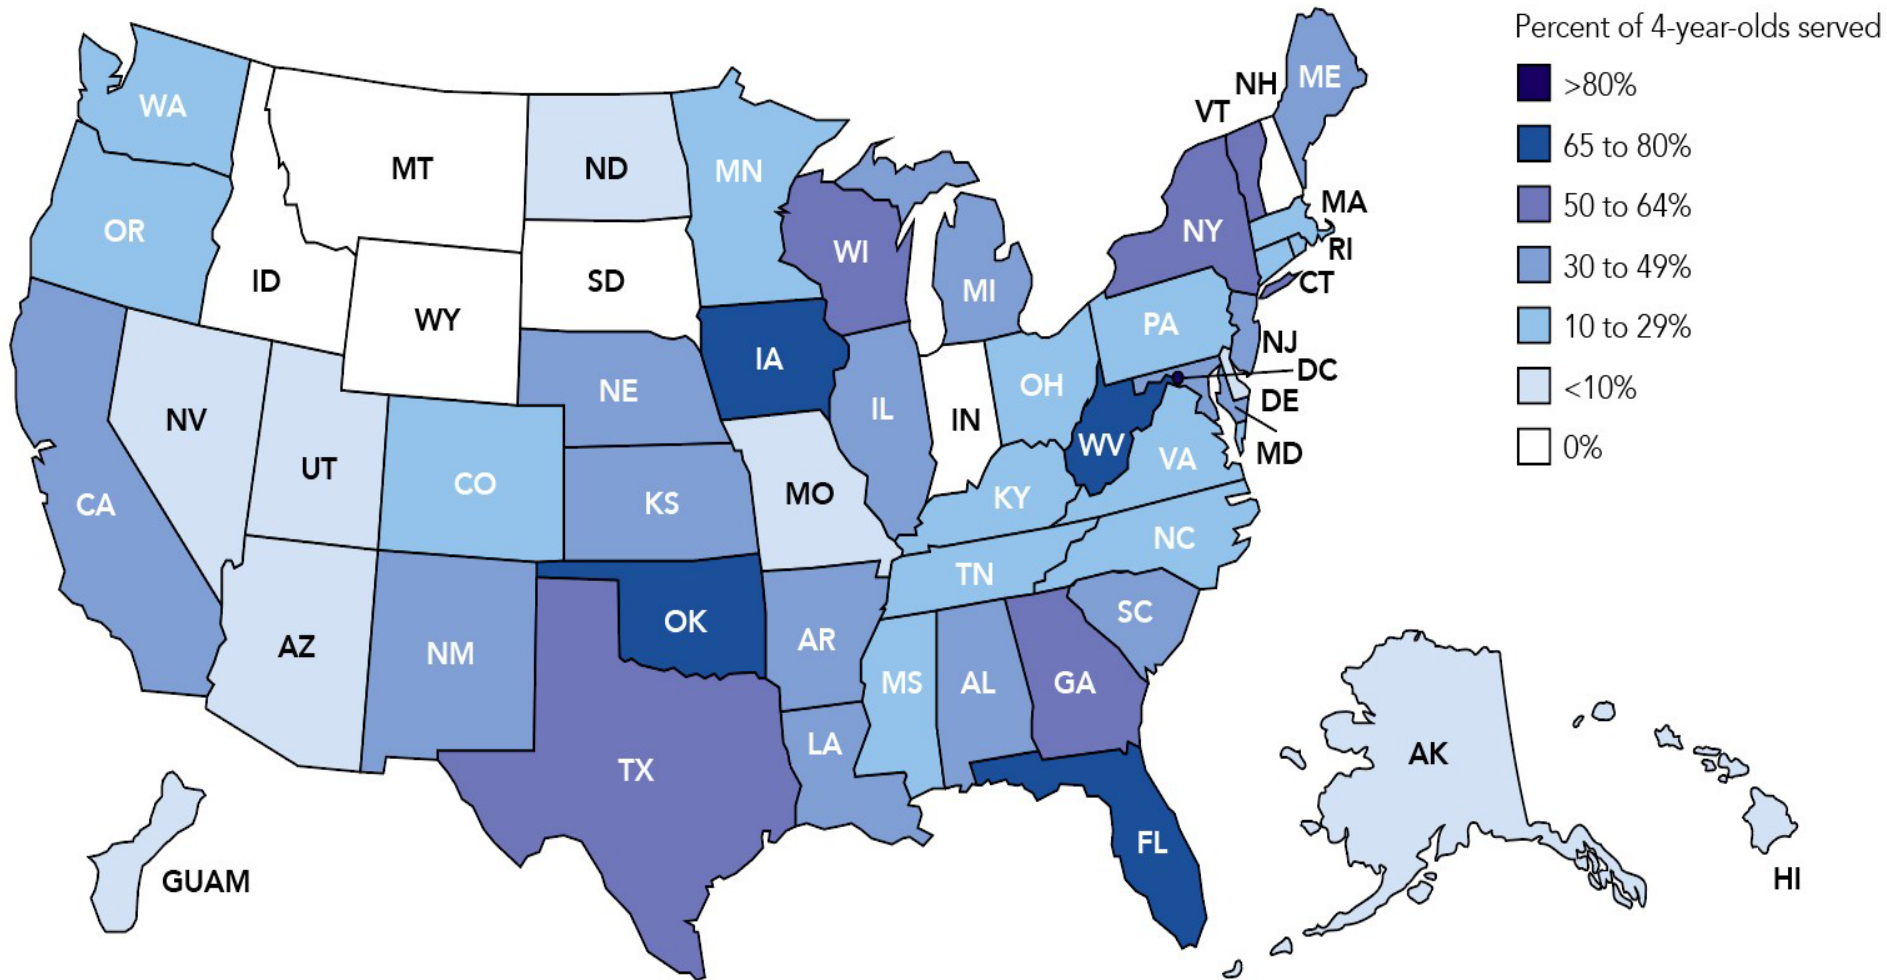 Percent of 4-year-olds served
>80%
65 to 80%
50 to 64%
30 to 49%
10 to 29%
<10%
0%
WA
MT
ND
MN
VT
NH
ME
OR
ID
WY
SD
WI
MI
NY
MA
RI
CT
NV
UT
CO
NE
IA
IL
IN
OH
PA
NJ
DC
DE
MD
CA
KS
MO
KY
WV
VA
AZ
NM
OK
AR
TN
NC
SC
TX
LA
MS
AL
GA
FL
GUAM
AK
HI